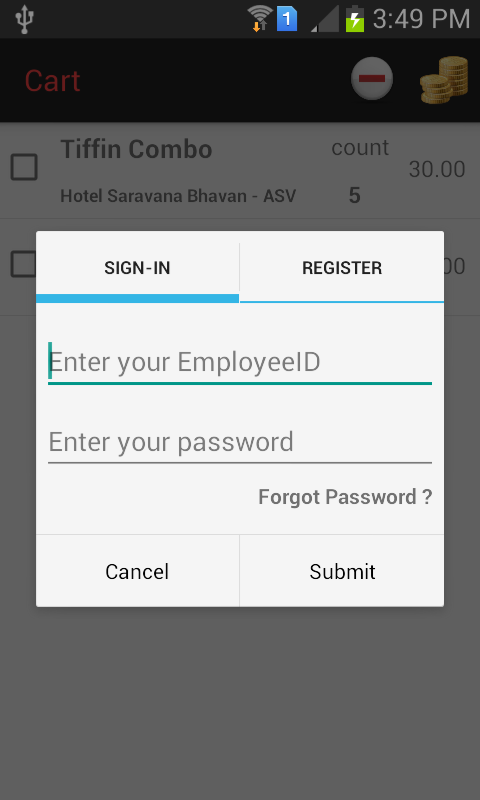 1 3:49 PM
Cart
Tiffin Combo count 30.00
Hotel Saravana Bhavan - ASV 5
SIGN-IN REGISTER
Enter your EmployeeID
Enter your password
Forgot Password ?
Cancel Submit